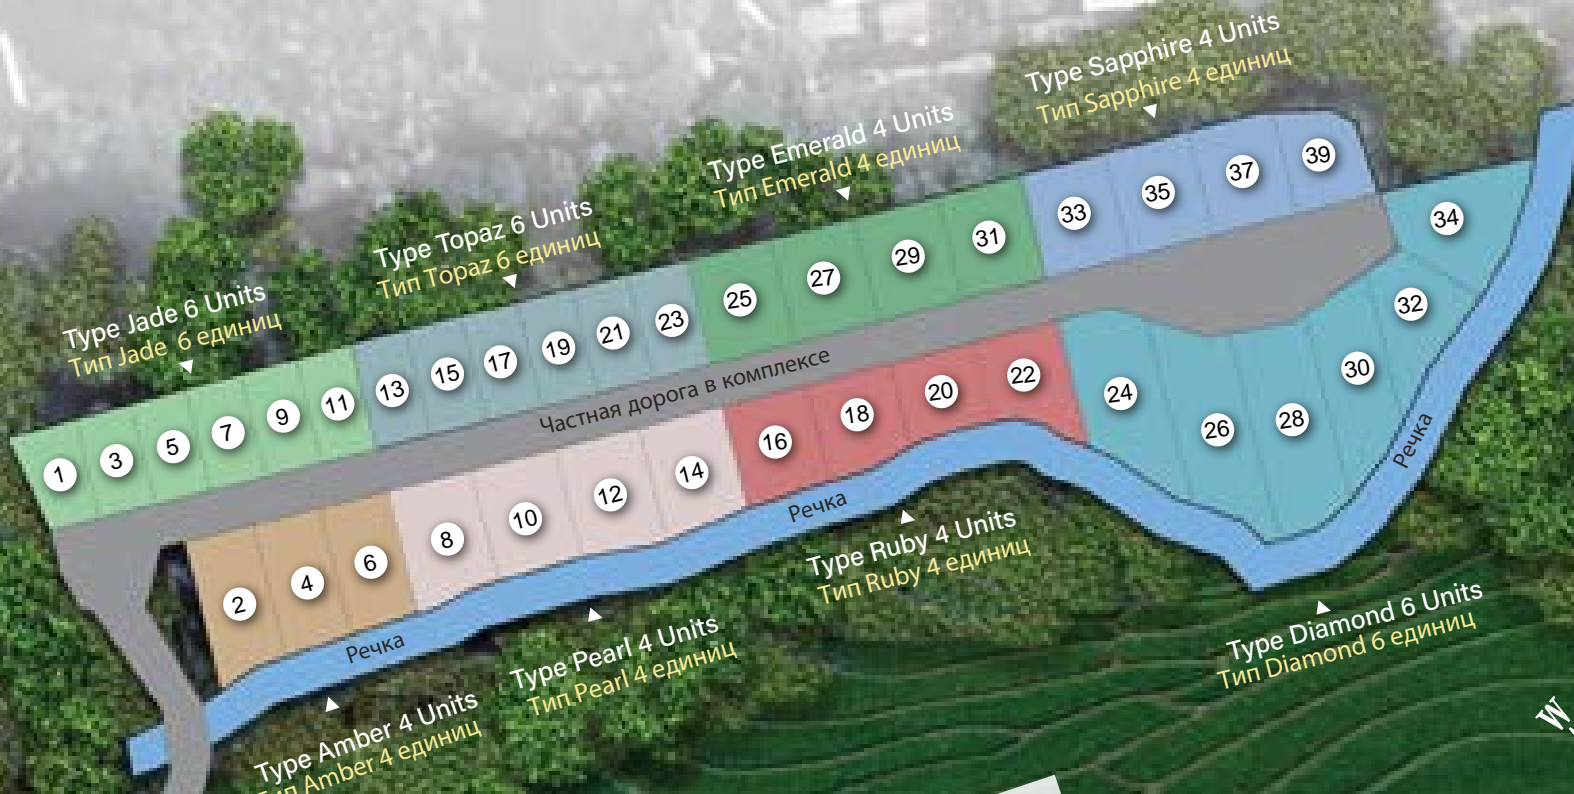 Type Sapphire 4 Units
Тип Sapphire 4 единиц
Type Emerald 4 Units
Тип Emerald 4 единиц
Type Topaz 6 Units
Тип Topaz 6 единиц
Type Jade 6 Units
Тип Jade 6 единиц
1
3
5
7
9
11
13
15
17
19
21
23
25
27
29
31
33
35
37
39
34
32
30
28
26
24
22
20
18
16
14
12
10
8
6
4
2
Частная дорога в комплексе
Речка
Речка
Речка
Type Ruby 4 Units
Тип Ruby 4 единиц
Type Diamond 6 Units
Тип Diamond 6 единиц
Type Pearl 4 Units
Тип Pearl 4 единиц
Type Amber 4 Units
Тип Amber 4 единиц
W